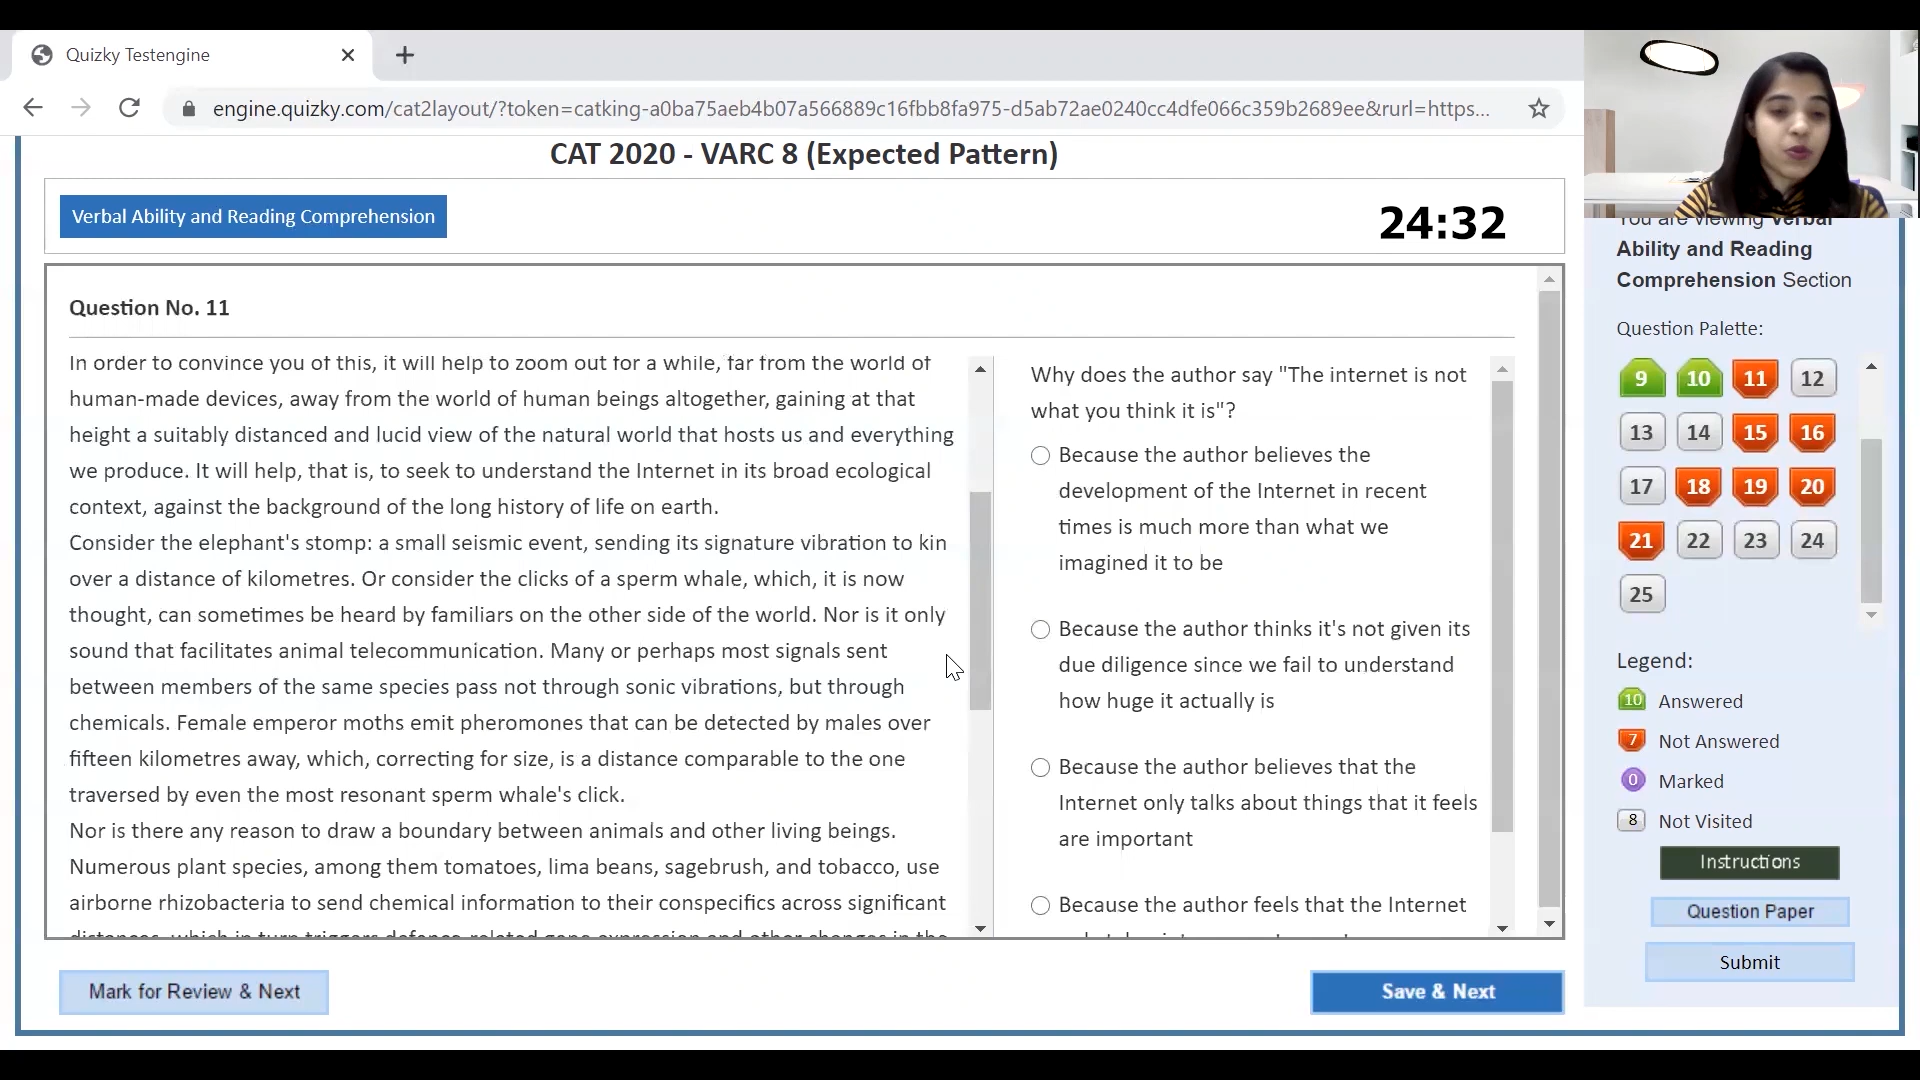 Quizky Testengine
engine.quizky.com/cat2layout/?token=catking-a0ba75aeb4b07a566889c16fbb8fa975-d5ab72ae0240cc4dfe066c359b2689ee&rurl=https...
CAT 2020 - VARC 8 (Expected Pattern)
Verbal Ability and Reading Comprehension
24:32
Question No. 11
In order to convince you of this, it will help to zoom out for a while, far from the world of
human-made devices, away from the world of human beings altogether, gaining at that
height a suitably distanced and lucid view of the natural world that hosts us and everything
we produce. It will help, that is, to seek to understand the Internet in its broad ecological
context, against the background of the long history of life on earth.
Consider the elephant's stomp: a small seismic event, sending its signature vibration to kin
over a distance of kilometres. Or consider the clicks of a sperm whale, which, it is now
thought, can sometimes be heard by familiars on the other side of the world. Nor is it only
sound that facilitates animal telecommunication. Many or perhaps most signals sent
between members of the same species pass not through sonic vibrations, but through
chemicals. Female emperor moths emit pheromones that can be detected by males over
fifteen kilometres away, which, correcting for size, is a distance comparable to the one
traversed by even the most resonant sperm whale's click.
Nor is there any reason to draw a boundary between animals and other living beings.
Numerous plant species, among them tomatoes, lima beans, sagebrush, and tobacco, use
airborne rhizobacteria to send chemical information to their conspecifics across significant
distances, which in turn triggers defence-related gene expression and other changes in the
Why does the author say "The internet is not
what you think it is"?
Because the author believes the
development of the Internet in recent
times is much more than what we
imagined it to be
Because the author thinks it's not given its
due diligence since we fail to understand
how huge it actually is
Because the author believes that the
Internet only talks about things that it feels
are important
Because the author feels that the Internet
Mark for Review & Next
Save & Next
You are viewing Verbal
Ability and Reading
Comprehension Section
Question Palette:
9 10 11 12
13 14 15 16
17 18 19 20
21 22 23 24
25
Legend:
10 Answered
7 Not Answered
0 Marked
8 Not Visited
Instructions
Question Paper
Submit